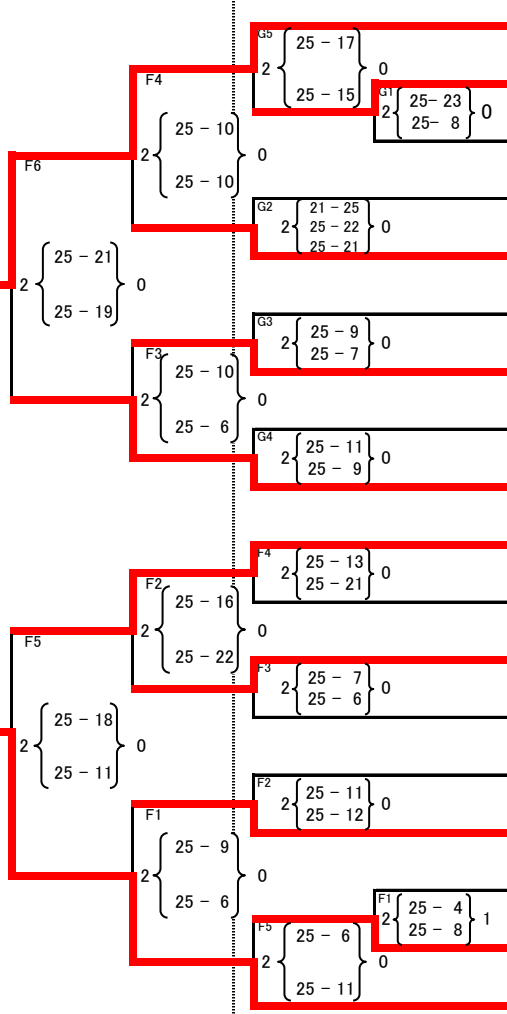 G5
25 - 17
2 0
25 - 15
G1
25- 23
2 0
25- 8
F4
25 - 10
2 0
25 - 10
F6
G2
21 - 25
2 25 - 22 0
25 - 21
25 - 21
2 0
25 - 19
G3
25 - 9
2 0
25 - 7
F3
25 - 10
2 0
25 - 6
G4
25 - 11
2 0
25 - 9
F4
25 - 13
2 0
25 - 21
F2
25 - 16
2 0
25 - 22
F5
F3
25 - 7
2 0
25 - 6
25 - 18
2 0
25 - 11
F2
25 - 11
2 0
25 - 12
F1
25 - 9
2 0
25 - 6
F1
25 - 4
2 1
25 - 8
F5
25 - 6
2 0
25 - 11